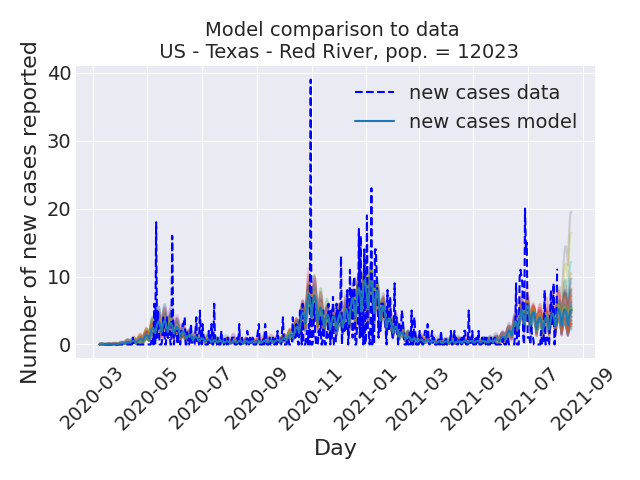 Model comparison to data
US - Texas - Red River, pop. = 12023
Number of new cases reported
40
30
20
10
0
new cases data
new cases model
2020-03
2020-05
2020-07
2020-09
2020-11
2021-01
2021-03
2021-05
2021-07
2021-09
Day